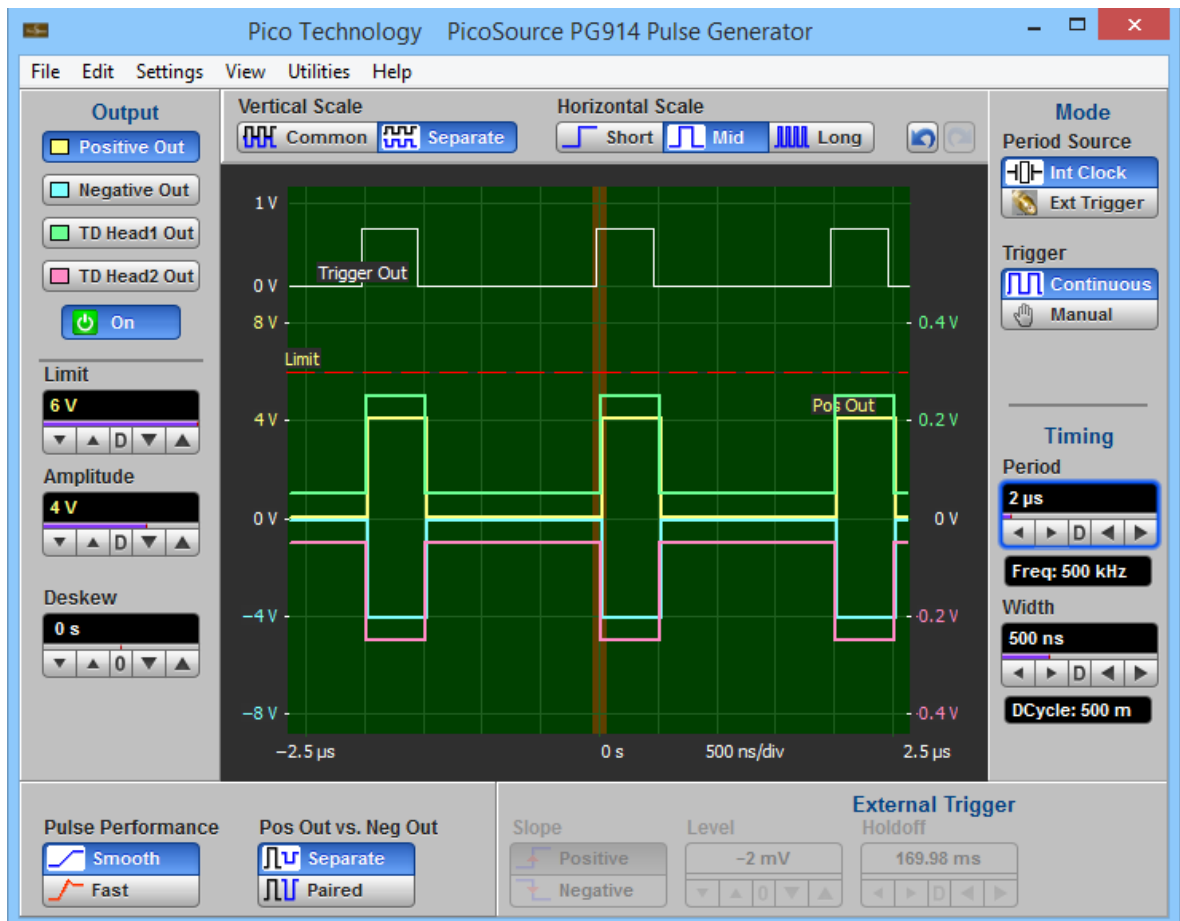 Pico Technology PicoSource PG914 Pulse Generator
File Edit Settings View Utilities Help
Output
Positive Out
Negative Out
TD Head1 Out
TD Head2 Out
On
Limit
6 V
D
Amplitude
4 V
D
Deskew
0 s
0
Vertical Scale
Common
Separate
Horizontal Scale
Short
Mid
Long
1 V
Trigger Out
0 V
8 V
0.4 V
Limit
Pos Out
4 V
0.2 V
0 V
0 V
−4 V
-0.2 V
−8 V
-0.4 V
−2.5 µs
0 s
500 ns/div
2.5 µs
Mode
Period Source
Int Clock
Ext Trigger
Trigger
Continuous
Manual
Timing
Period
2 µs
D
Freq: 500 kHz
Width
500 ns
D
DCycle: 500 m
Pulse Performance
Smooth
Fast
Pos Out vs. Neg Out
Separate
Paired
External Trigger
Slope
Positive
Negative
Level
−2 mV
0
Holdoff
169.98 ms
D